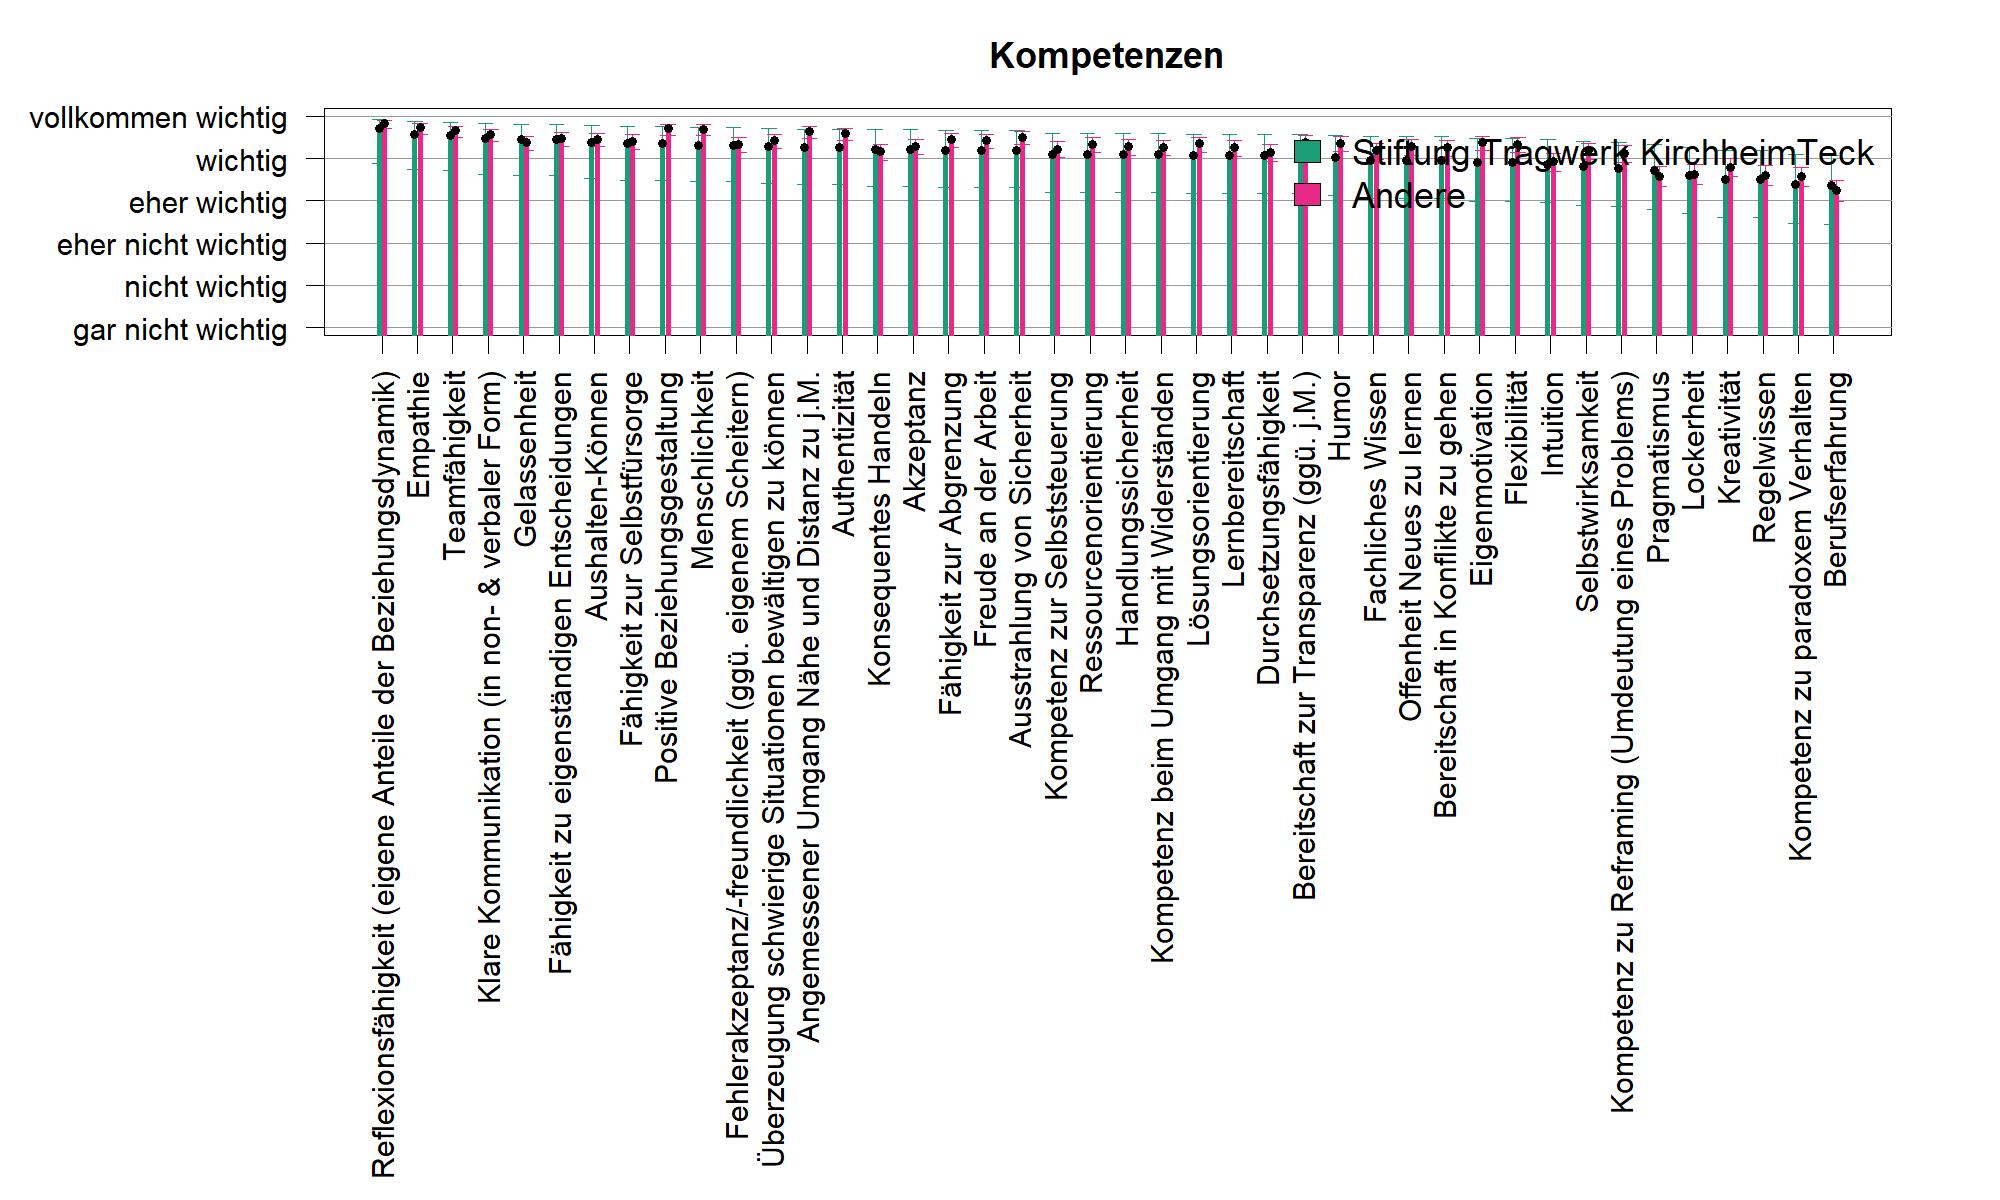 Kompetenzen
vollkommen wichtig
wichtig
eher wichtig
eher nicht wichtig
nicht wichtig
gar nicht wichtig
Stiftung Tragwerk KirchheimTeck
Andere
Reflexionsfähigkeit (eigene Anteile der Beziehungsdynamik)
Empathie
Teamfähigkeit
Klare Kommunikation (in non- & verbaler Form)
Gelassenheit
Fähigkeit zu eigenständigen Entscheidungen
Aushalten-Können
Fähigkeit zur Selbstfürsorge
Positive Beziehungsgestaltung
Menschlichkeit
Fehlerakzeptanz/-freundlichkeit (ggü. eigenem Scheitern)
Überzeugung schwierige Situationen bewältigen zu können
Angemessener Umgang Nähe und Distanz zu j.M.
Authentizität
Konsequentes Handeln
Akzeptanz
Fähigkeit zur Abgrenzung
Freude an der Arbeit
Ausstrahlung von Sicherheit
Kompetenz zur Selbststeuerung
Ressourcenorientierung
Handlungssicherheit
Kompetenz beim Umgang mit Widerständen
Lösungsorientierung
Lernbereitschaft
Durchsetzungsfähigkeit
Bereitschaft zur Transparenz (ggü. j.M.)
Humor
Fachliches Wissen
Offenheit Neues zu lernen
Bereitschaft in Konflikte zu gehen
Eigenmotivation
Flexibilität
Intuition
Selbstwirksamkeit
Kompetenz zu Reframing (Umdeutung eines Problems)
Pragmatismus
Lockerheit
Kreativität
Regelwissen
Kompetenz zu paradoxem Verhalten
Berufserfahrung